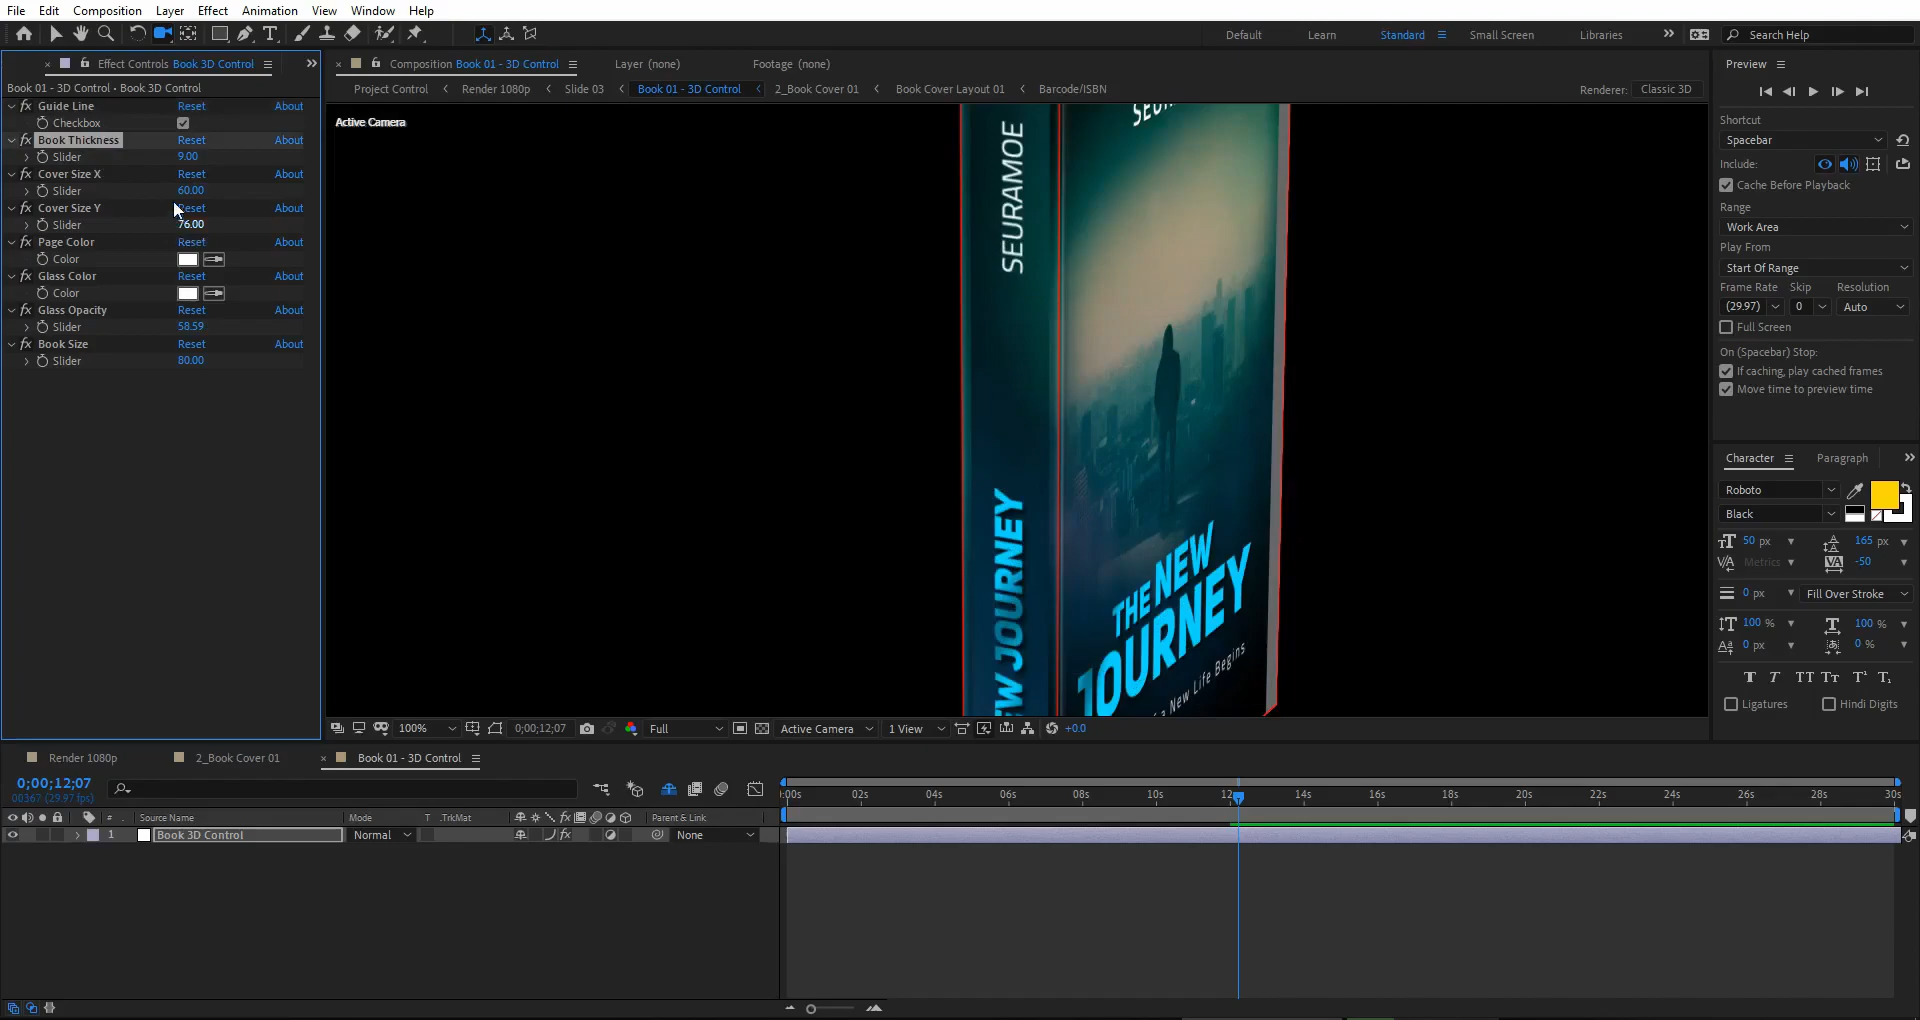 File Edit Composition Layer Effect Animation View Window Help
Default Learn Standard Small Screen Libraries Search Help
Effect Controls Book 3D Control
Composition Book 01 - 3D Control Layer (none) Footage (none)
Preview
Book 01 - 3D Control • Book 3D Control
Project Control Render 1080p Slide 03 Book 01 - 3D Control 2_Book Cover 01 Book Cover Layout 01 Barcode/ISBN Renderer: Classic 3D
Guide Line Reset About
Checkbox
Book Thickness Reset About
Slider 9.00
Cover Size X Reset About
Slider 60.00
Cover Size Y Reset About
Slider 76.00
Page Color Reset About
Color
Glass Color Reset About
Color
Glass Opacity Reset About
Slider 58.59
Book Size Reset About
Slider 80.00
Active Camera
SEURAMOE
THE NEW
JOURNEY
a New Life Begins
SEURAMOE
JOURNEY
100% 0;00;12;07 Full Active Camera 1 View +0.0
Shortcut
Spacebar
Include:
Cache Before Playback
Range
Work Area
Play From
Start Of Range
Frame Rate Skip Resolution
(29.97) 0 Auto
Full Screen
On (Spacebar) Stop:
If caching, play cached frames
Move time to preview time
Character Paragraph
Roboto
Black
50 px 165 px
Metrics -50
0 px Fill Over Stroke
100 % 100 %
0 px 0 %
T T TT Tт T¹ T₁
Ligatures Hindi Digits
Render 1080p 2_Book Cover 01 Book 01 - 3D Control
0;00;12;07
00367 (29.97 fps)
:00s 02s 04s 06s 08s 10s 12s 14s 16s 18s 20s 22s 24s 26s 28s 30s
# Source Name Mode T .TrkMat Parent & Link
1 Book 3D Control Normal None